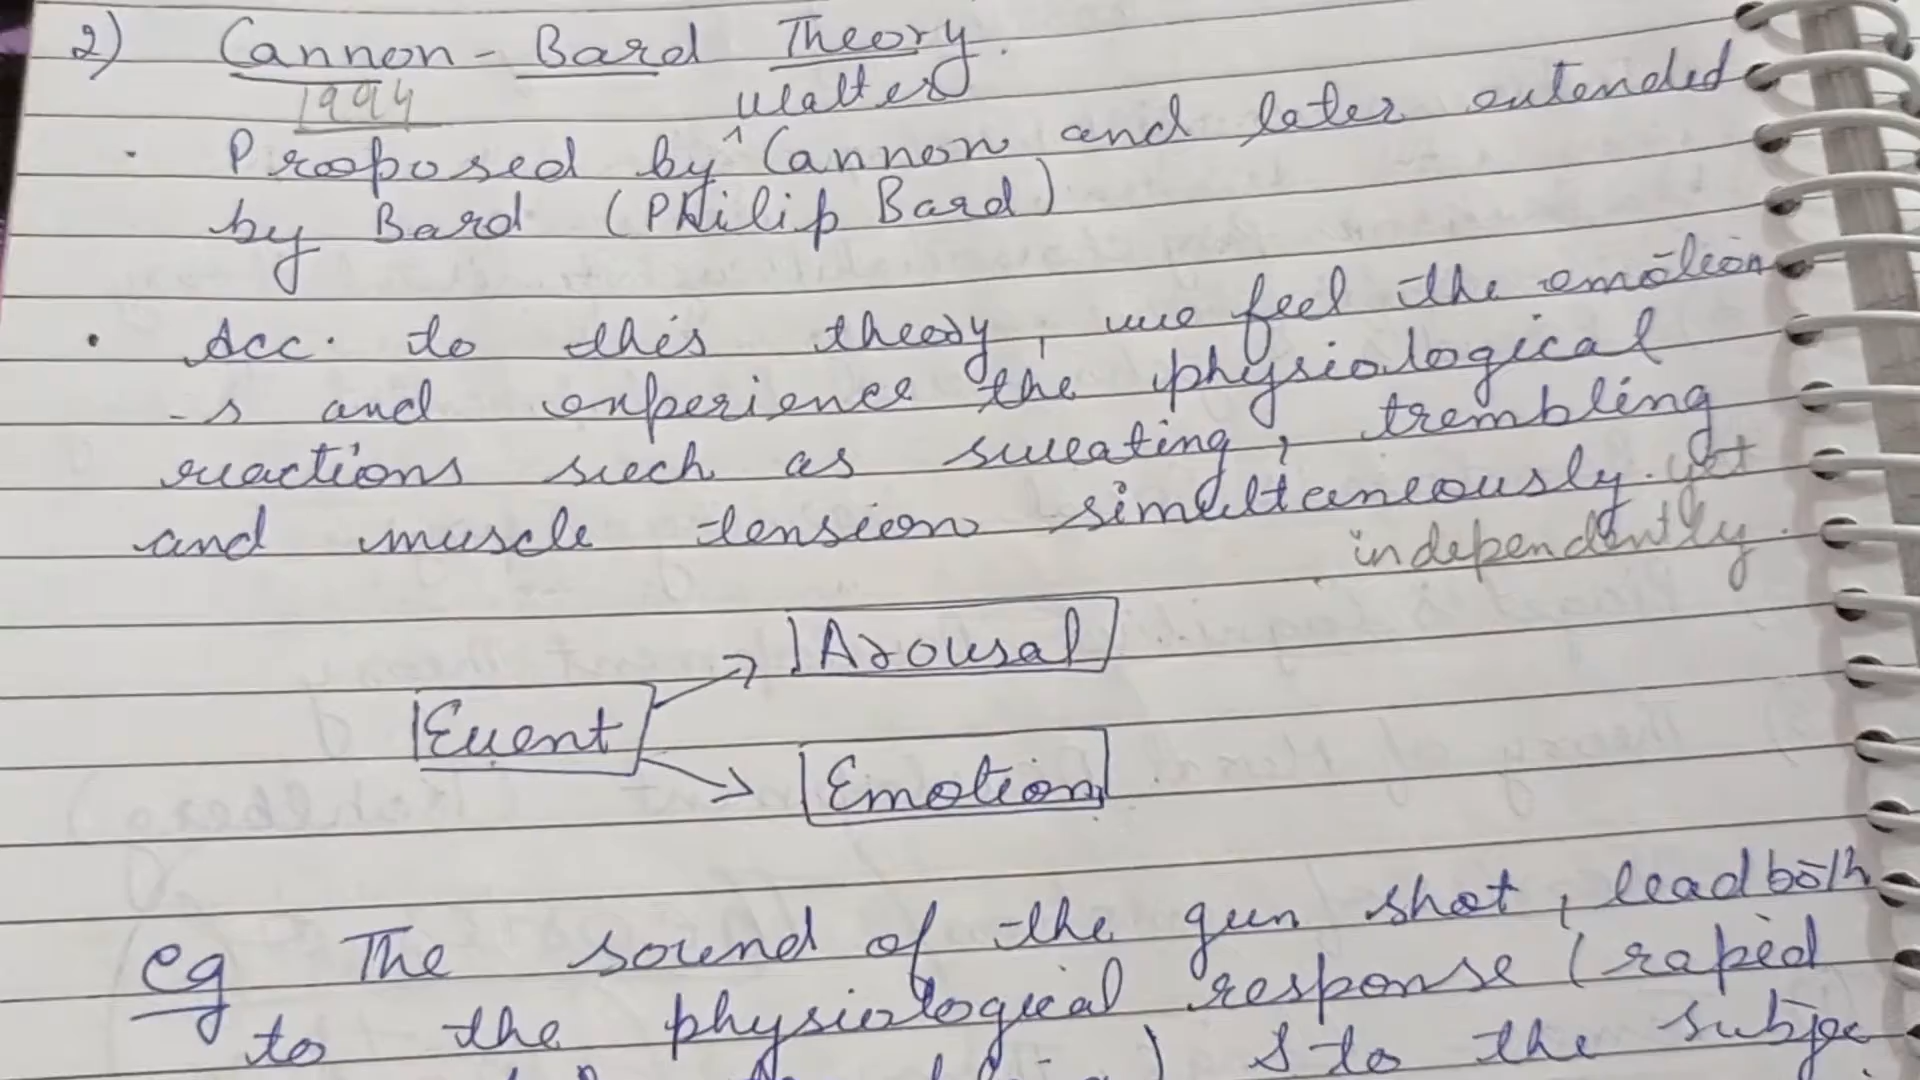 2) Cannon - Bard Theory.
1994
Walter
Proposed by ^ Cannon and later extended
by Bard (Philip Bard)
Acc. to this theory, we feel the emotion
-s and experience the physiological
reactions such as sweating, trembling
and muscle tension simultaneously. yet
independently.
Arousal
Event
Emotion
eg The sound of the gun shot, lead both
to the physiological response (rapid
) & to the subjec